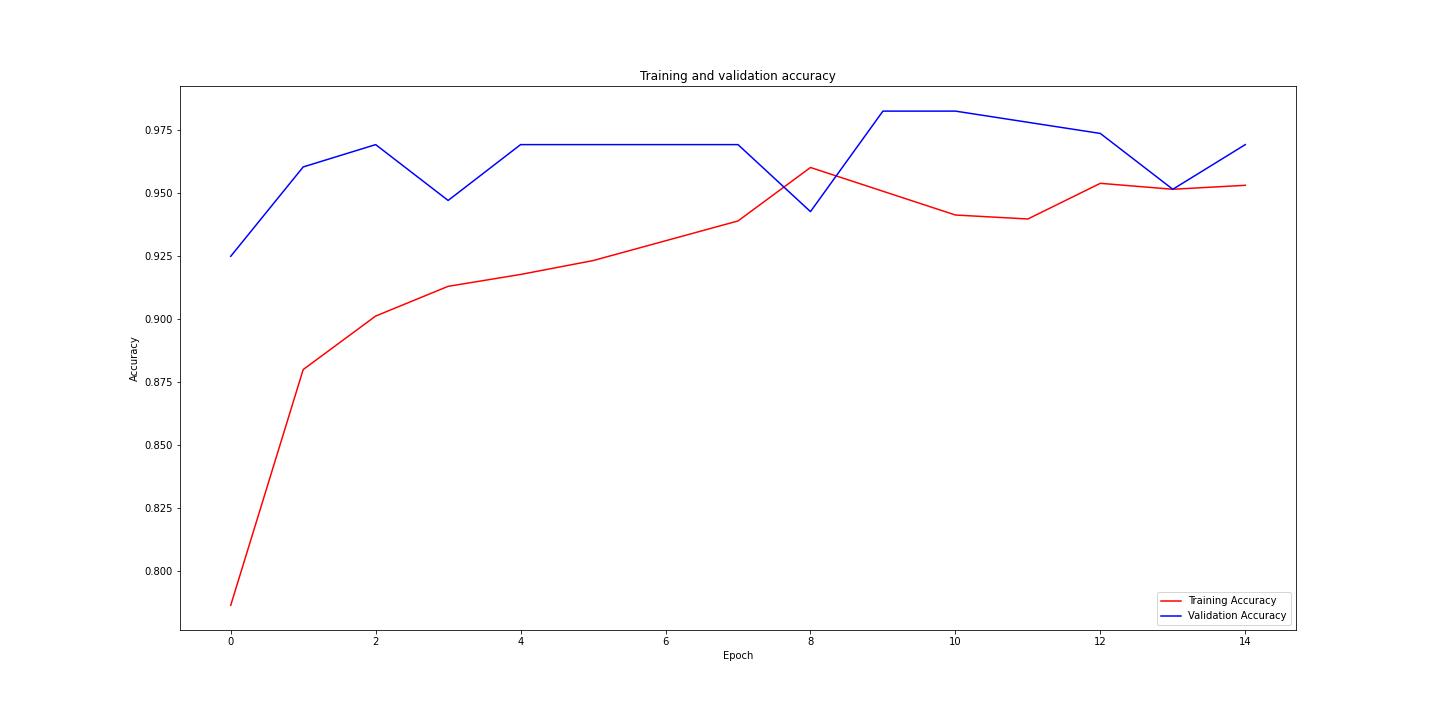 Training and validation accuracy
0.975
0.950
0.925
0.900
0.875
0.850
0.825
0.800
Accuracy
0 2 4 6 8 10 12 14
Epoch
Training Accuracy
Validation Accuracy